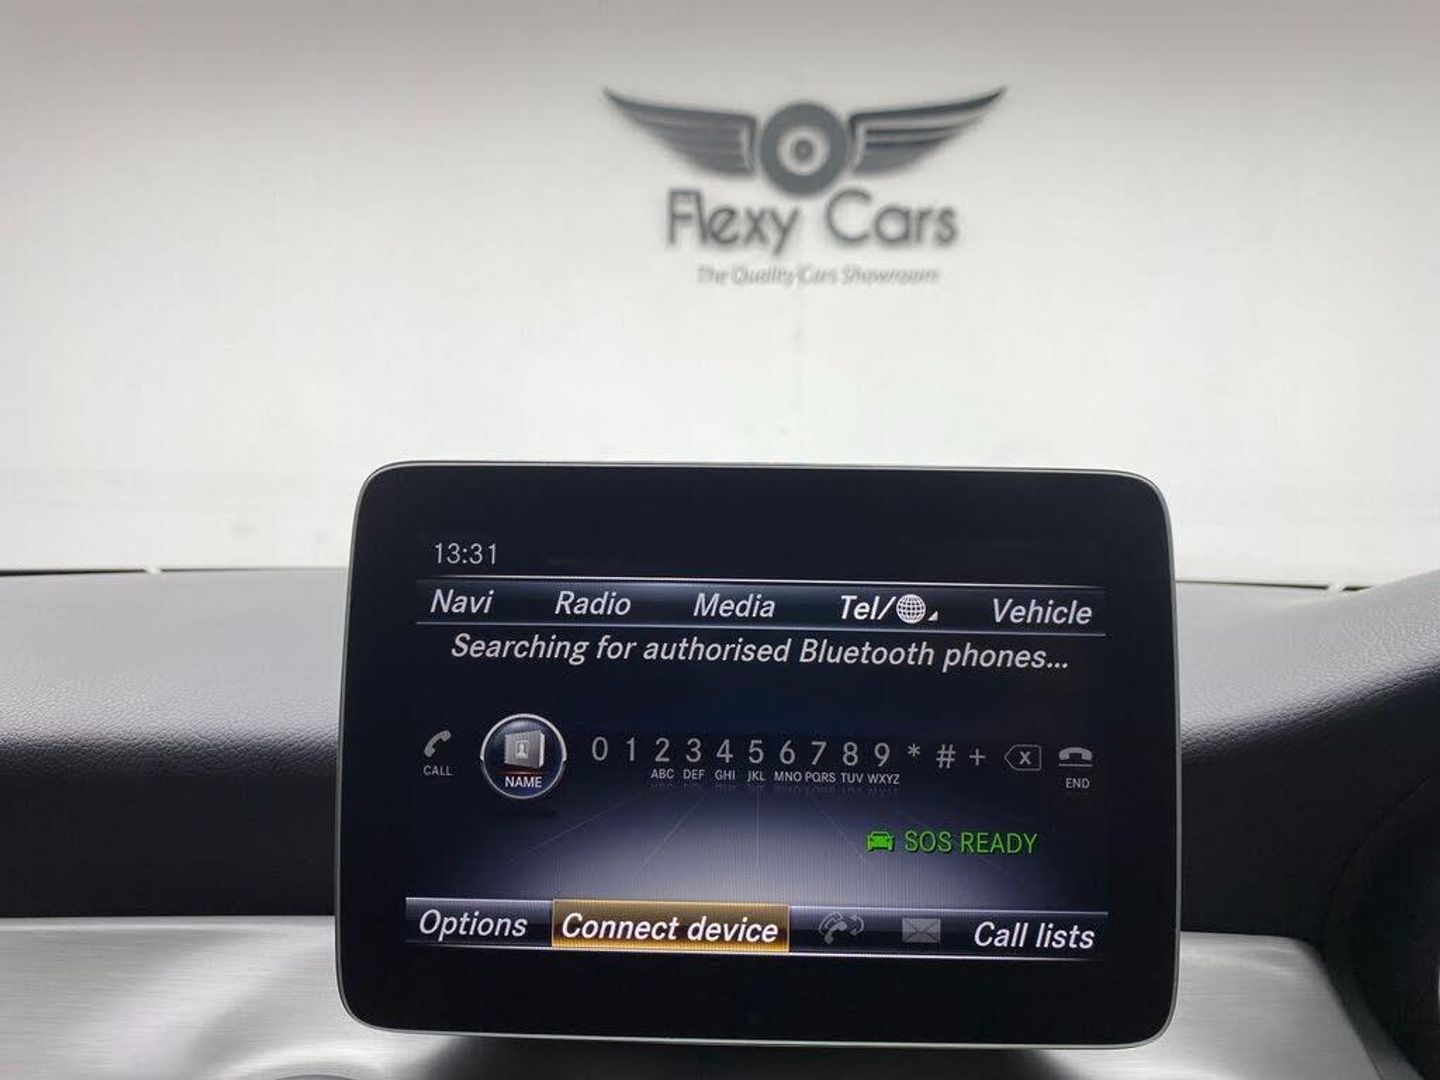 Flexy Cars
The Quality Cars Showroom
13:31
Navi Radio Media Tel/ Vehicle
Searching for authorised Bluetooth phones...
0 1 2 3 4 5 6 7 8 9 * # + x
CALL NAME ABC DEF GHI JKL MNO PQRS TUV WXYZ END
SOS READY
Options Connect device Call lists